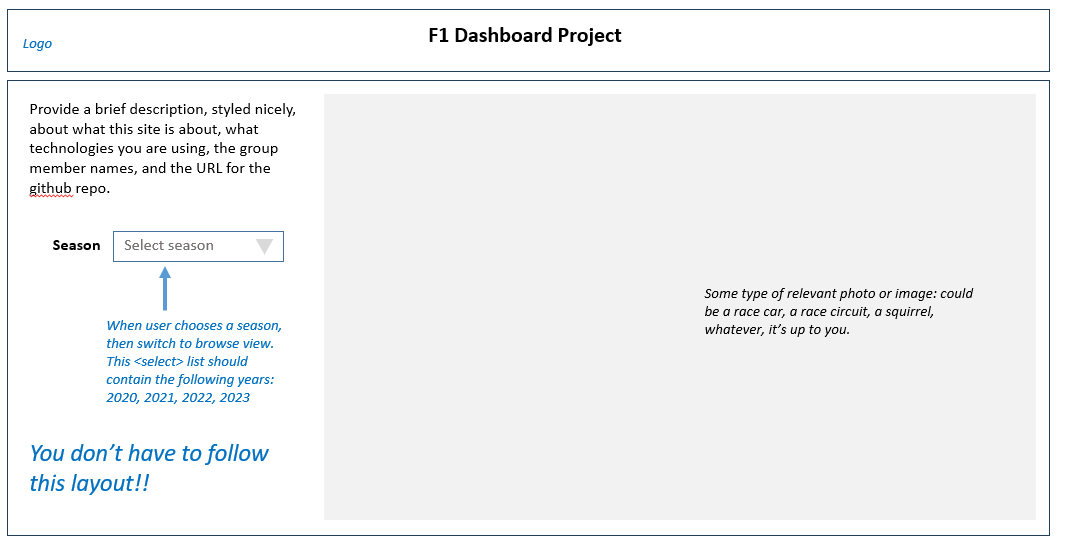 Logo
F1 Dashboard Project
Provide a brief description, styled nicely,
about what this site is about, what
technologies you are using, the group
member names, and the URL for the
github repo.
Season
Select season
When user chooses a season,
then switch to browse view.
This <select> list should
contain the following years:
2020, 2021, 2022, 2023
You don’t have to follow
this layout!!
Some type of relevant photo or image: could
be a race car, a race circuit, a squirrel,
whatever, it’s up to you.